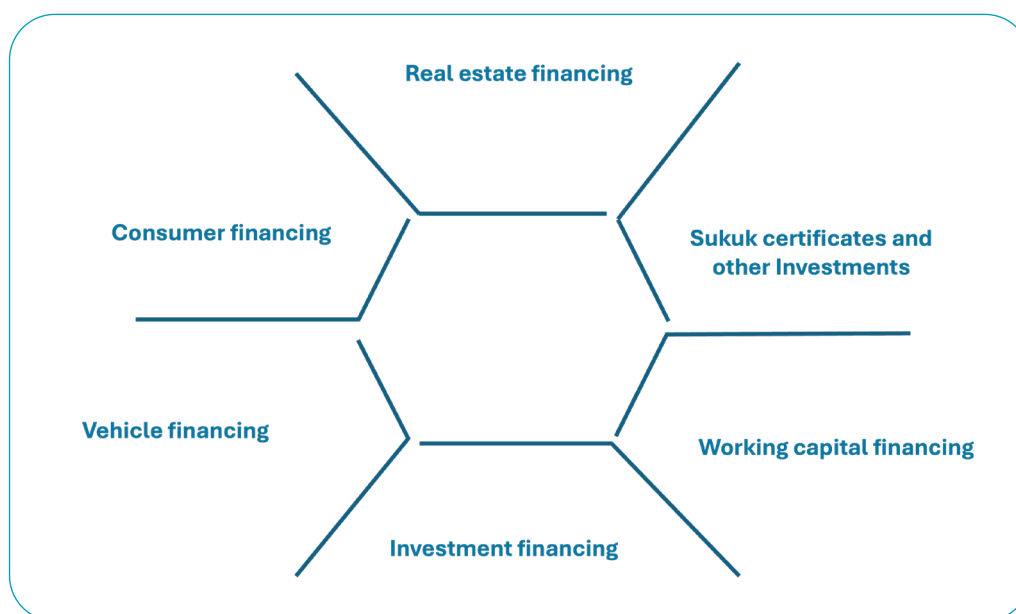 Real estate financing
Consumer financing
Sukuk certificates and
other Investments
Vehicle financing
Working capital financing
Investment financing